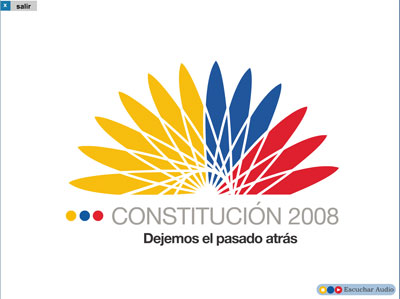 x salir
CONSTITUCIÓN 2008
Dejemos el pasado atrás
Escuchar Audio